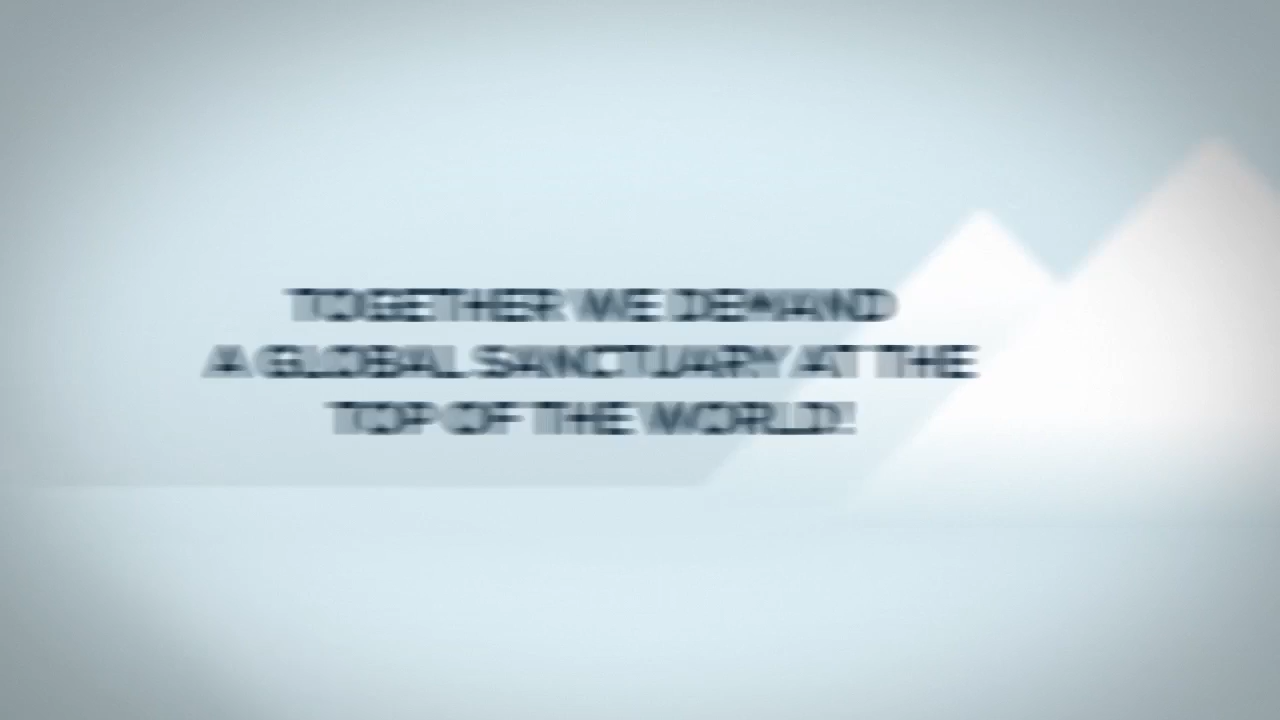 TOGETHER WE DEMAND
A GLOBAL SANCTUARY AT THE
TOP OF THE WORLD!